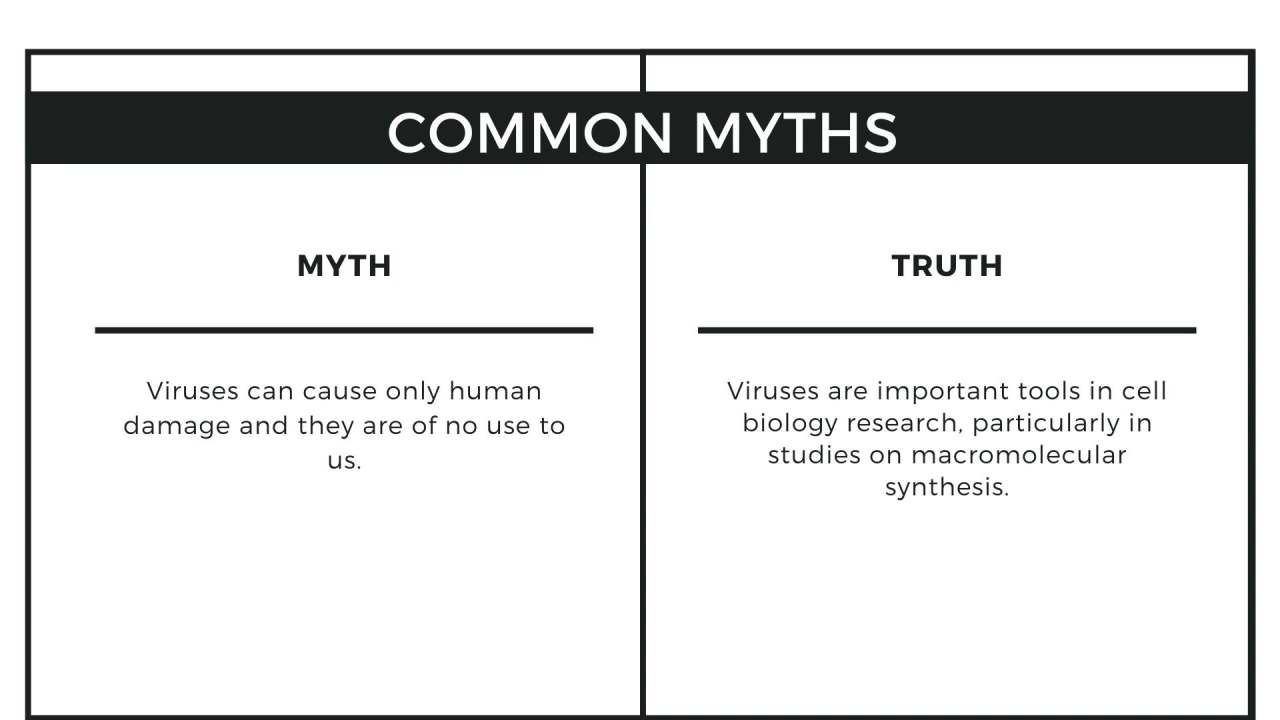 COMMON MYTHS
MYTH
Viruses can cause only human
damage and they are of no use to
us.
TRUTH
Viruses are important tools in cell
biology research, particularly in
studies on macromolecular
synthesis.